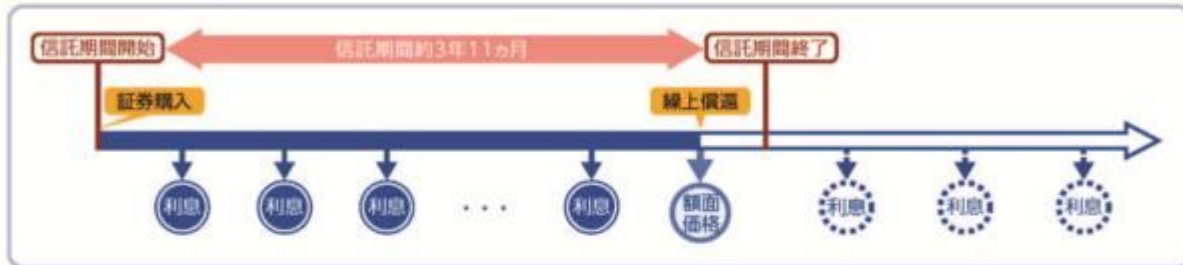 信託期間開始
信託期間約3年11ヵ月
信託期間終了
証券購入
繰上償還
利息
利息
利息
・・・
利息
額面
価格
利息
利息
利息